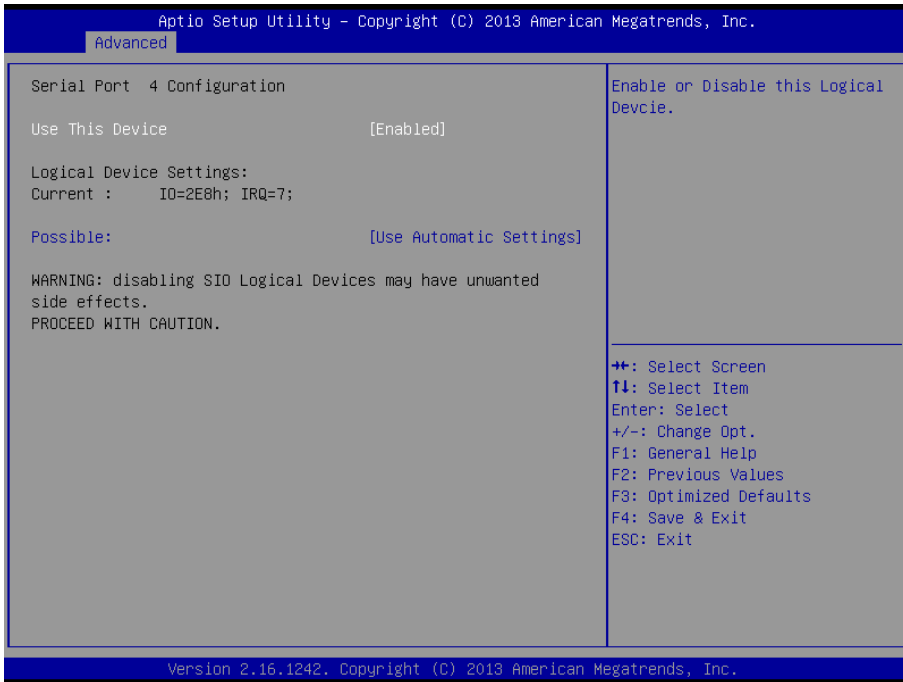 Aptio Setup Utility – Copyright (C) 2013 American Megatrends, Inc.
Advanced
Serial Port 4 Configuration
Use This Device [Enabled]
Logical Device Settings:
Current : IO=2E8h; IRQ=7;
Possible: [Use Automatic Settings]
WARNING: disabling SIO Logical Devices may have unwanted
side effects.
PROCEED WITH CAUTION.
Enable or Disable this Logical
Devcie.
→←: Select Screen
↑↓: Select Item
Enter: Select
+/-: Change Opt.
F1: General Help
F2: Previous Values
F3: Optimized Defaults
F4: Save & Exit
ESC: Exit
Version 2.16.1242. Copyright (C) 2013 American Megatrends, Inc.